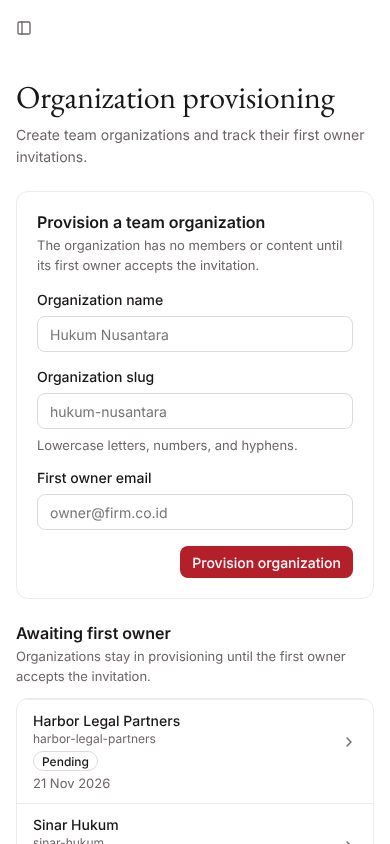 Organization provisioning
Create team organizations and track their first owner
invitations.
Provision a team organization
The organization has no members or content until
its first owner accepts the invitation.
Organization name
Hukum Nusantara
Organization slug
hukum-nusantara
Lowercase letters, numbers, and hyphens.
First owner email
owner@firm.co.id
Provision organization
Awaiting first owner
Organizations stay in provisioning until the first owner
accepts the invitation.
Harbor Legal Partners
harbor-legal-partners
Pending
21 Nov 2026
Sinar Hukum
sinar-hukum